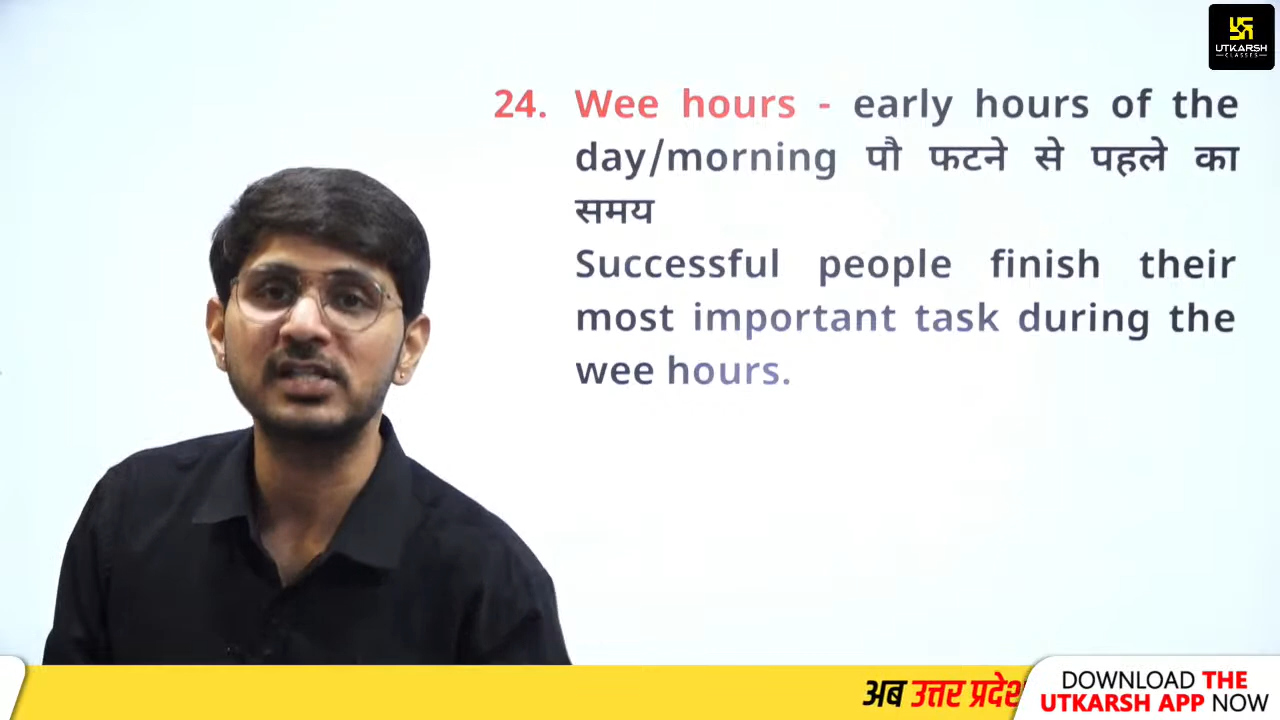 UTKARSH
CLASSES
24. Wee hours - early hours of the
day/morning पौ फटने से पहले का
समय
Successful people finish their
most important task during the
wee hours.
अब उत्तर प्रदेश
DOWNLOAD THE
UTKARSH APP NOW